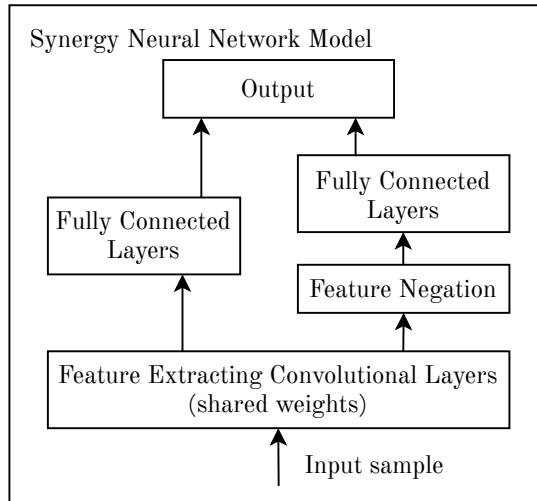 Synergy Neural Network Model
Output
Fully Connected
Layers
Fully Connected
Layers
Feature Negation
Feature Extracting Convolutional Layers
(shared weights)
Input sample